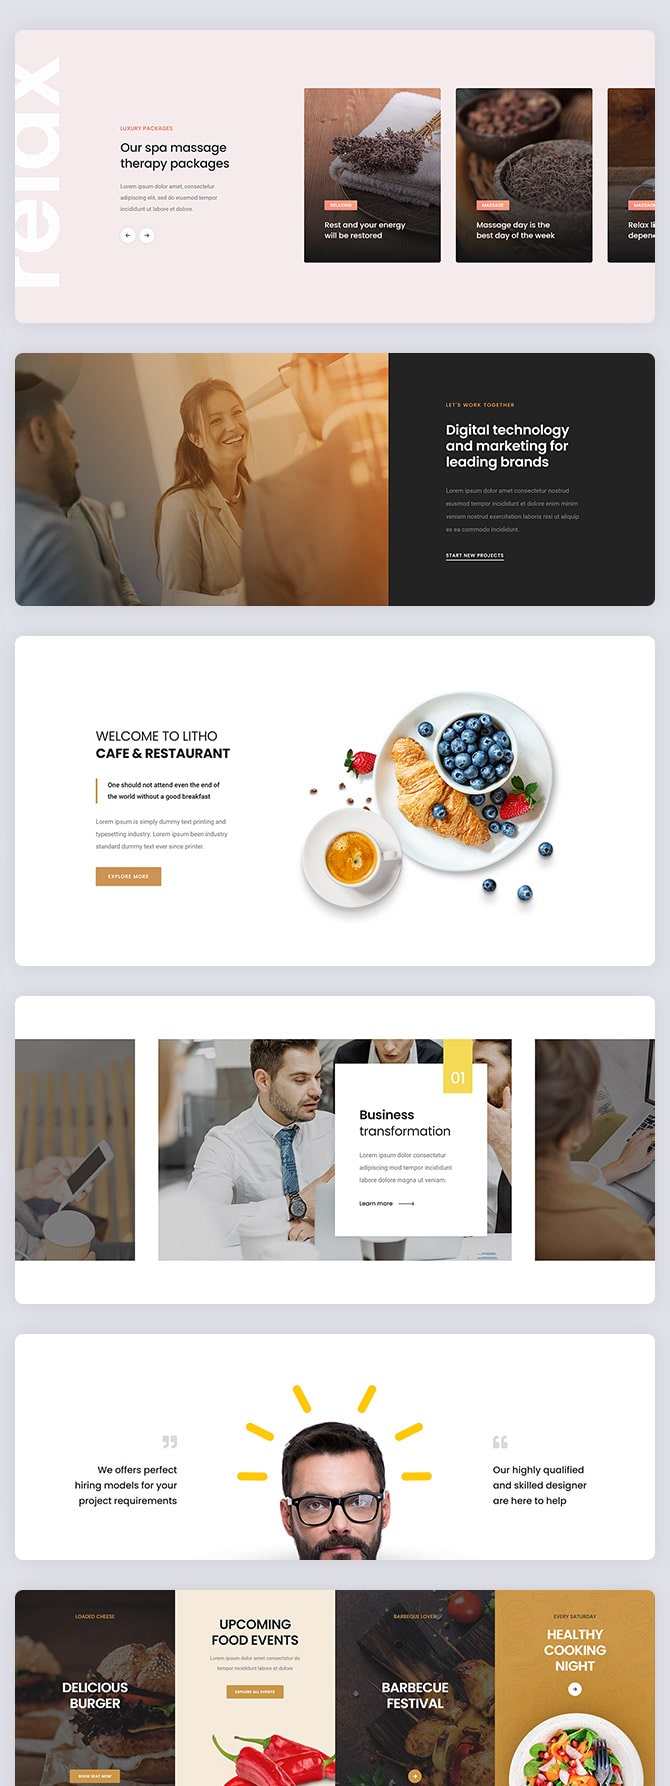 relax
LUXURY PACKAGES
Our spa massage
therapy packages
Lorem ipsum dolor amet, consectetur
adipiscing elit, sed do eiusmod tempor
incididunt ut labore et dolore.
RELAXING
Rest and your energy
will be restored
MASSAGE
Massage day is the
best day of the week
MASSAGE
Relax
LET'S WORK TOGETHER
Digital technology
and marketing for
leading brands
Lorem ipsum dolor amet consectetur nostrud
eiusmod tempor incididunt et dolore enim minim
veniam nostrud exercitation laboris nisi ut aliquip
ex ea commodo incididunt.
START NEW PROJECTS
WELCOME TO LITHO
CAFE & RESTAURANT
One should not attend even the end of
the world without a good breakfast
Lorem ipsum is simply dummy text printing and
typesetting industry. Lorem ipsum been industry
standard dummy text ever since printer.
EXPLORE MORE
01
Business
transformation
Lorem ipsum dolor consectetur
adipiscing mod tempor incididunt
labore dolore magna ut veniam.
Learn more
We offers perfect
hiring models for your
project requirements
Our highly qualified
and skilled designer
are here to help
LOADED CHEESE
DELICIOUS
BURGER
BOOK SEAT NOW
UPCOMING
FOOD EVENTS
Lorem ipsum dolor amet consectetur do
tempor incididunt labore et dolore
EXPLORE ALL EVENTS
BARBEQUE LOVER
BARBECUE
FESTIVAL
EVERY SATURDAY
HEALTHY
COOKING
NIGHT